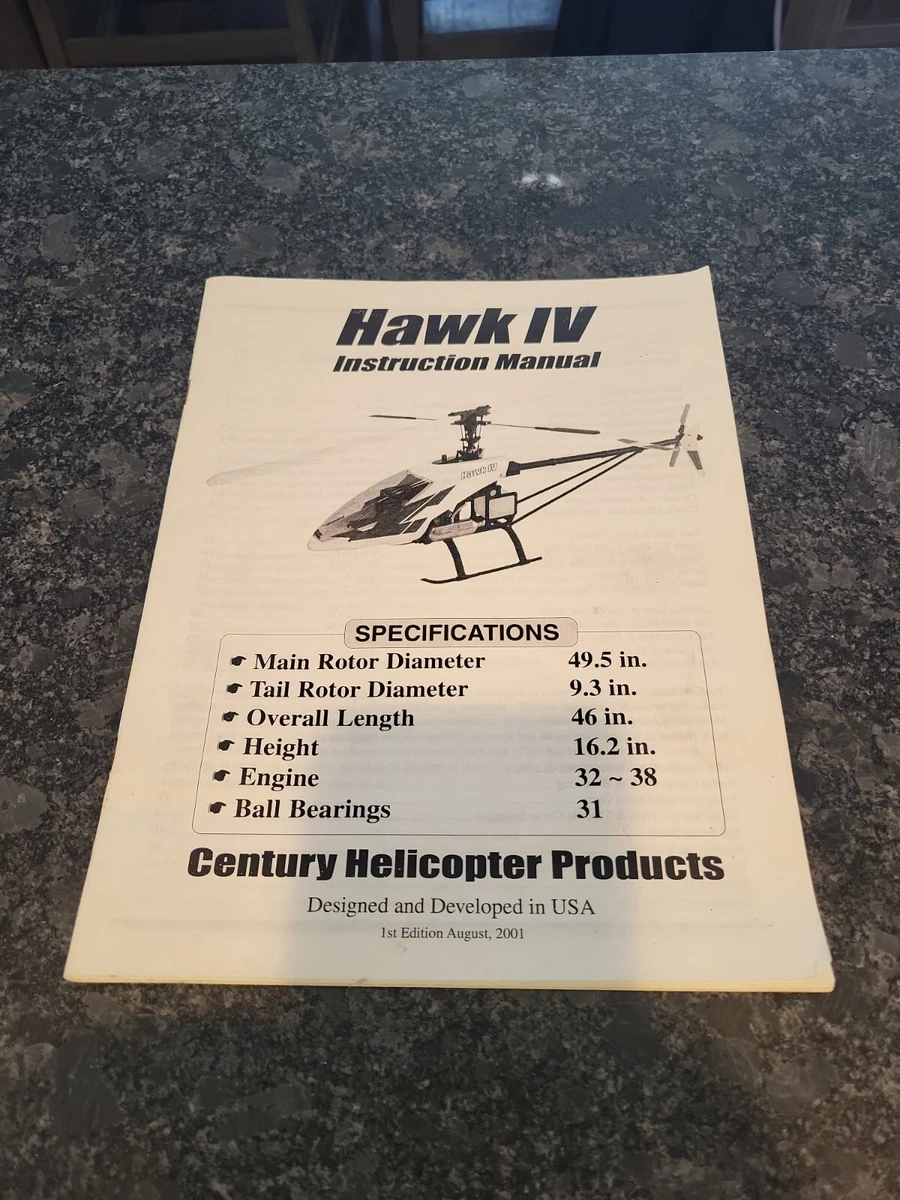 Hawk IV
Instruction Manual
Hawk IV
SPECIFICATIONS
Main Rotor Diameter 49.5 in.
Tail Rotor Diameter 9.3 in.
Overall Length 46 in.
Height 16.2 in.
Engine 32 ~ 38
Ball Bearings 31
Century Helicopter Products
Designed and Developed in USA
1st Edition August, 2001